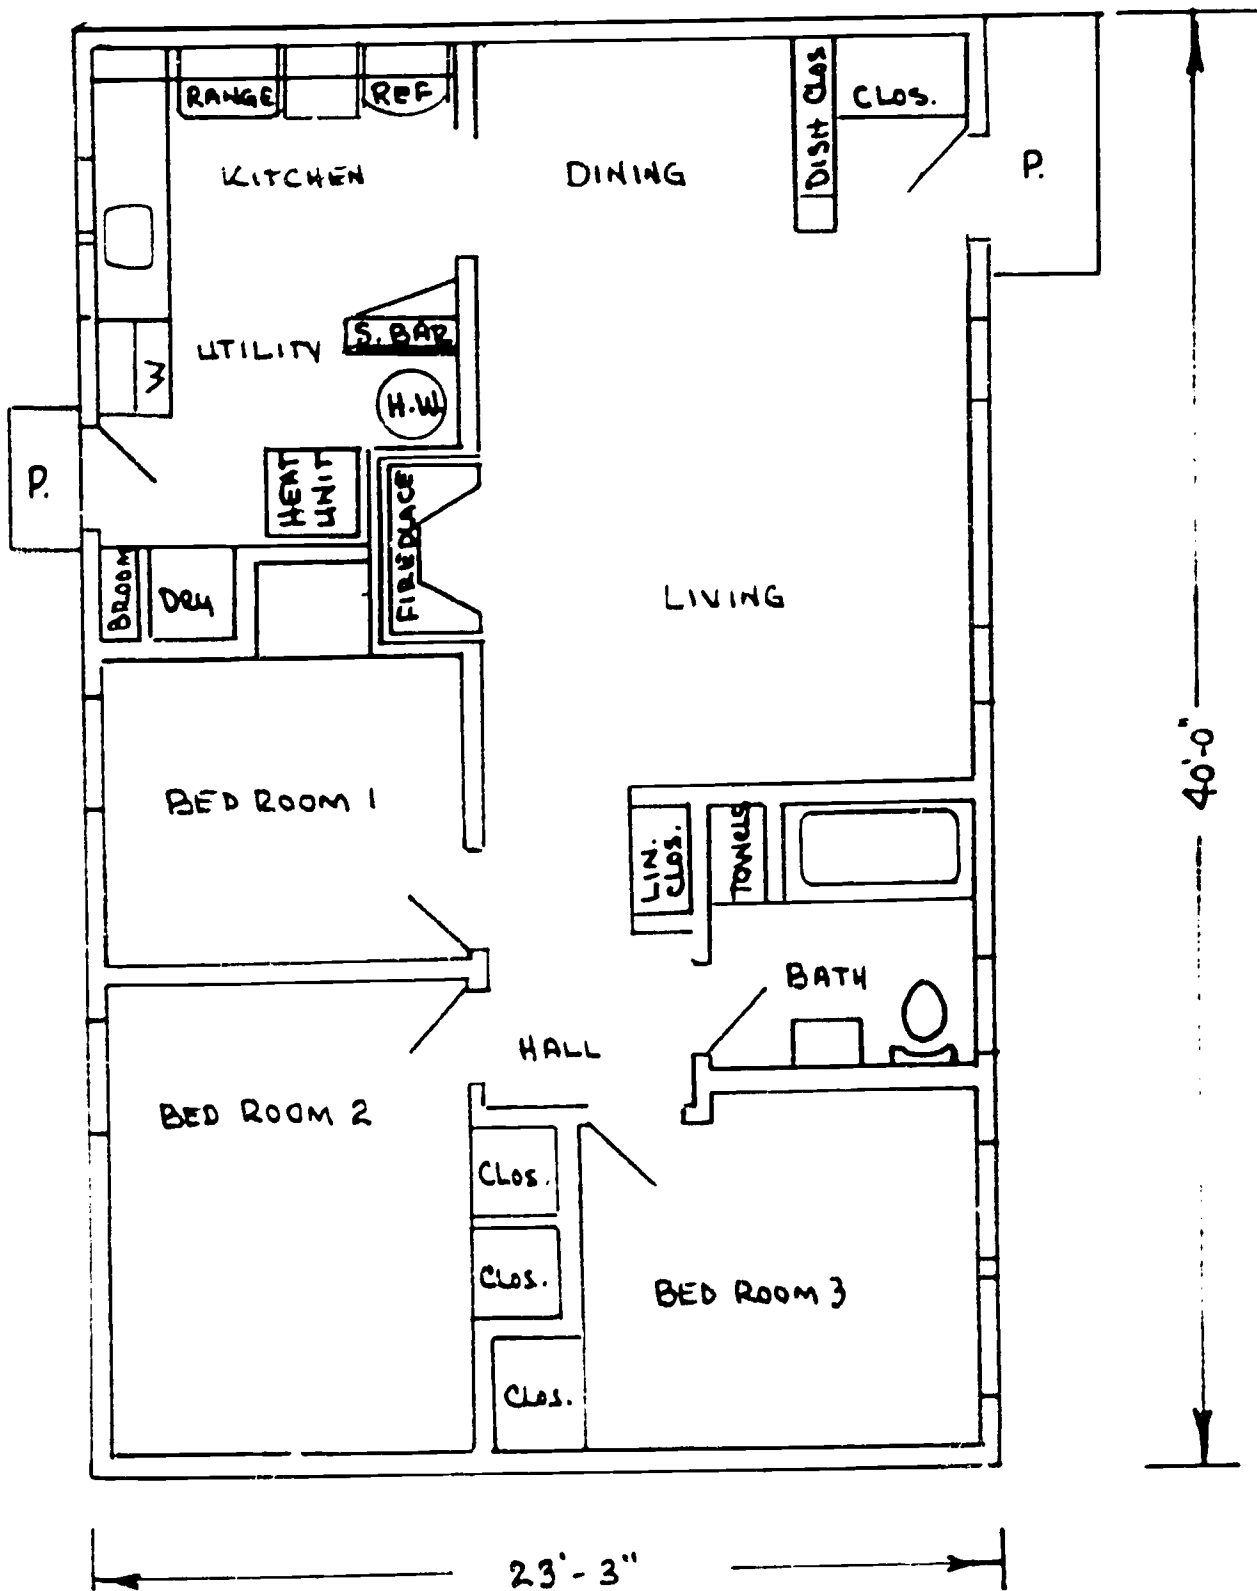 RANGE
REF
DISH CLOS
CLOS.
KITCHEN
DINING
P.
UTILITY
S. BAR
W
H.W.
P.
HEAT
UNIT
FIREPLACE
BROOM
DRY
LIVING
40'-0"
BED ROOM 1
LIN.
CLOS.
TOWELS
BATH
HALL
BED ROOM 2
CLOS.
CLOS.
BED ROOM 3
CLOS.
23'-3"